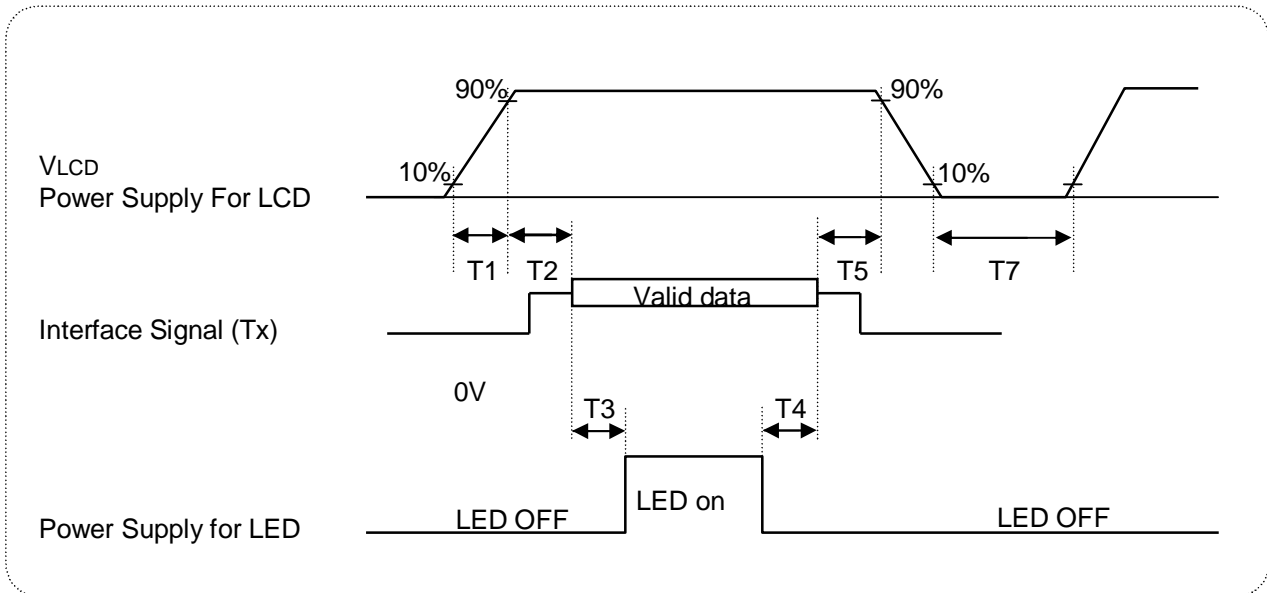 90%
90%
VLCD
10%
10%
Power Supply For LCD
T1
T2
T5
T7
Valid data
Interface Signal (Tx)
0V
T3
T4
LED on
LED OFF
LED OFF
Power Supply for LED